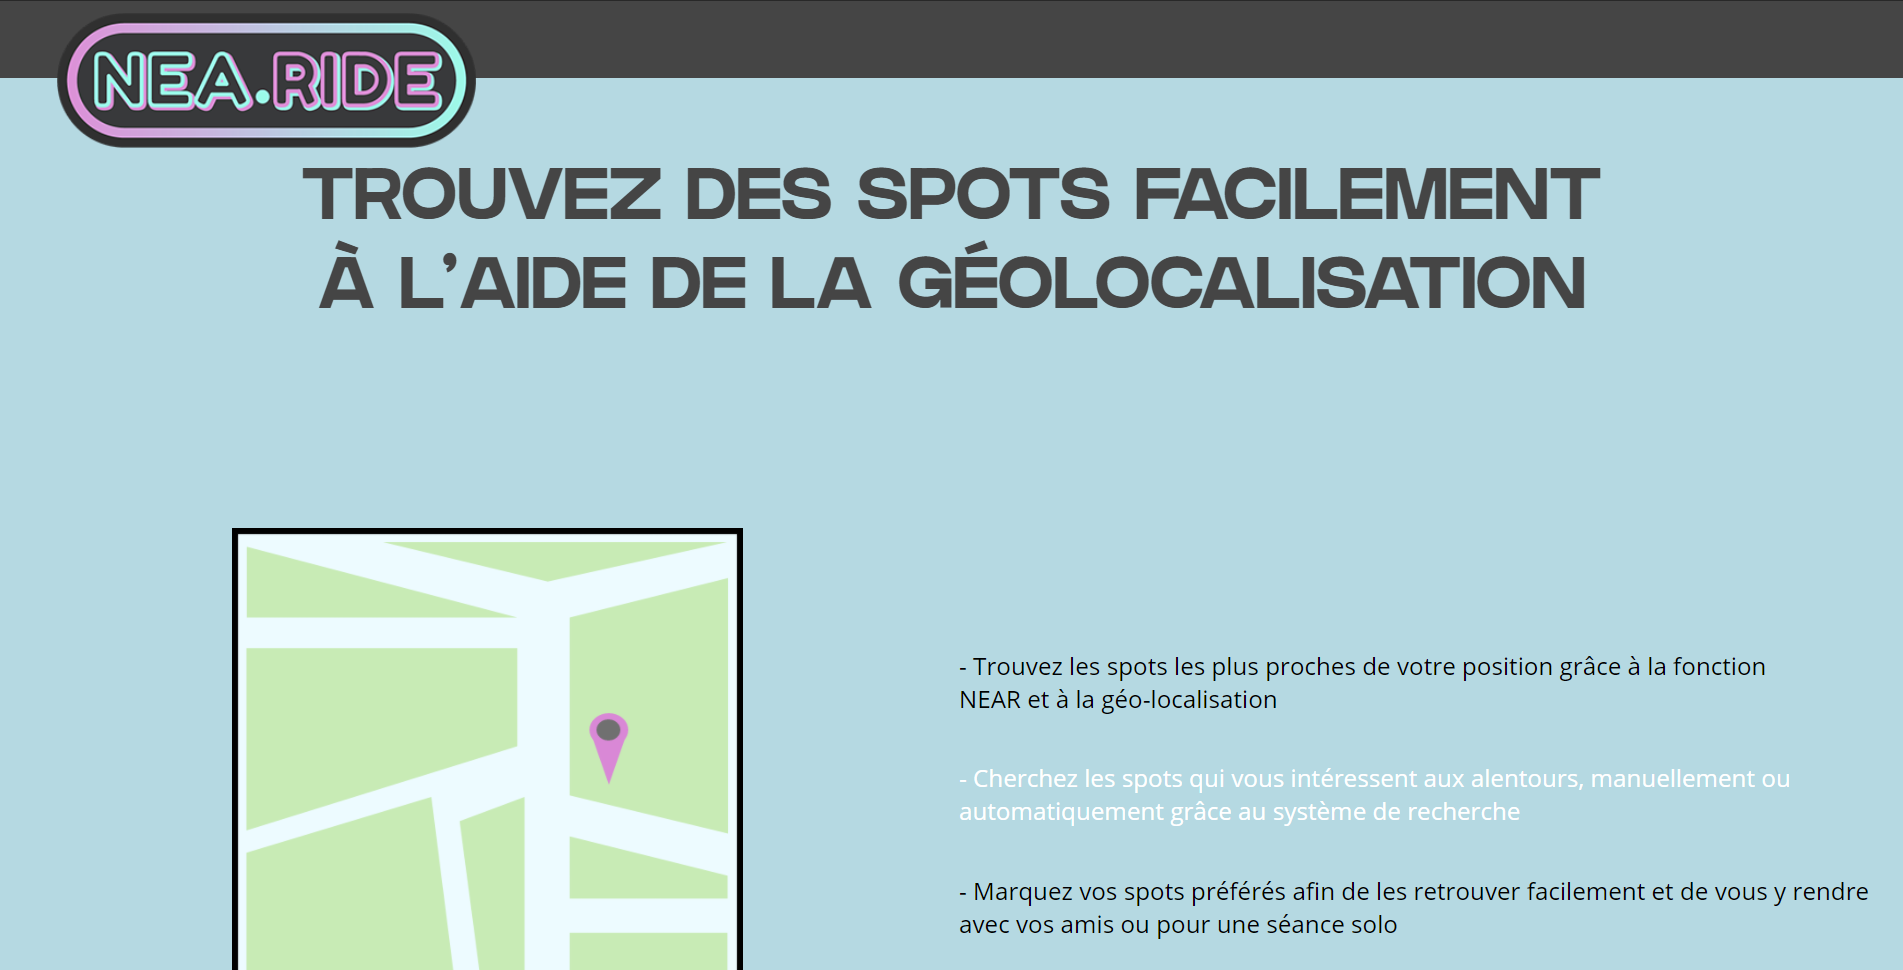 NEA.RIDE
TROUVEZ DES SPOTS FACILEMENT
À L'AIDE DE LA GÉOLOCALISATION
- Trouvez les spots les plus proches de votre position grâce à la fonction
NEAR et à la géo-localisation
- Cherchez les spots qui vous intéressent aux alentours, manuellement ou
automatiquement grâce au système de recherche
- Marquez vos spots préférés afin de les retrouver facilement et de vous y rendre
avec vos amis ou pour une séance solo